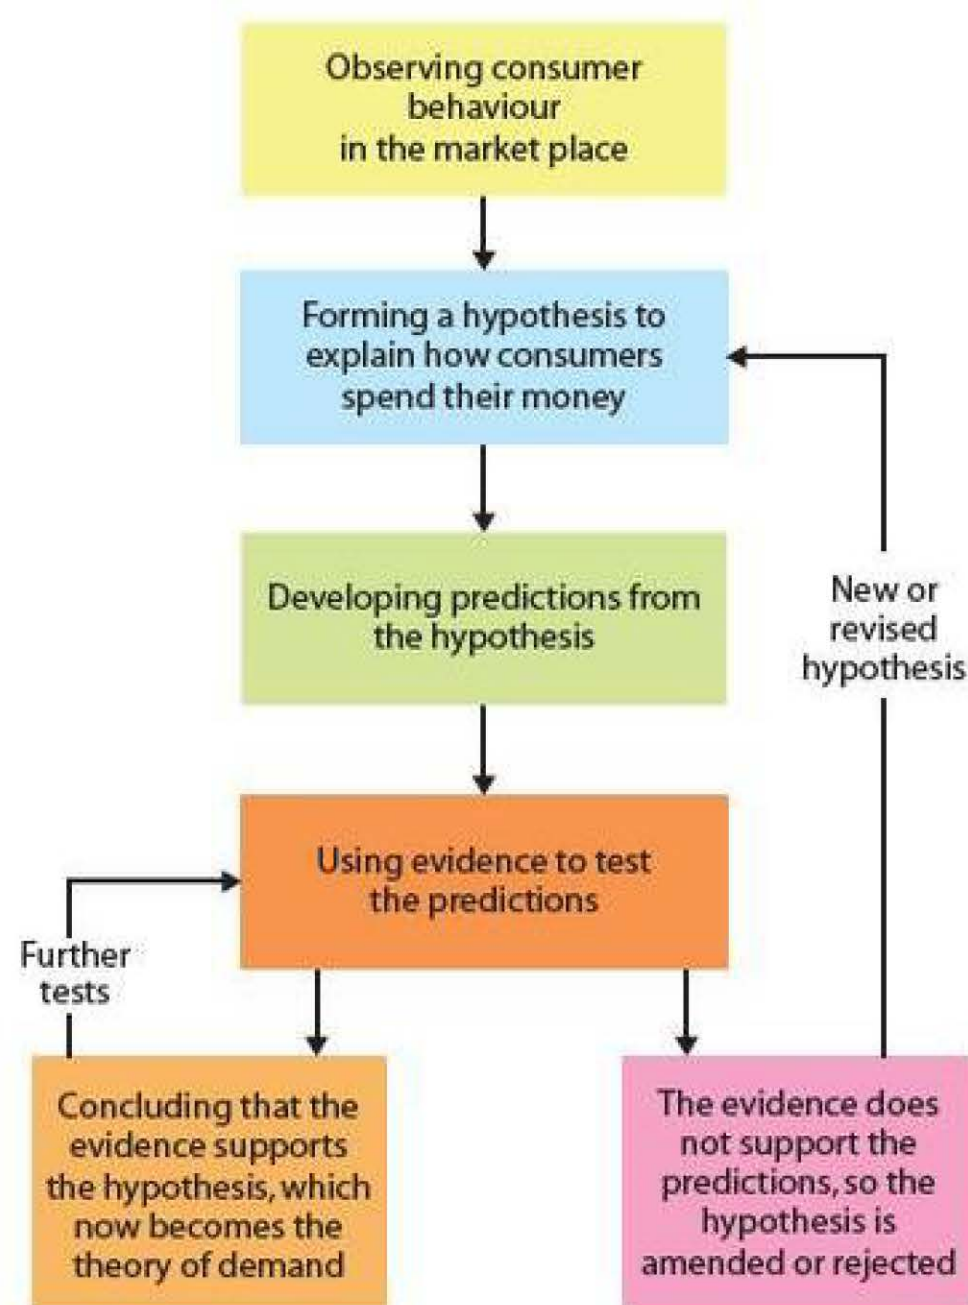 Observing consumer
behaviour
in the market place
Forming a hypothesis to
explain how consumers
spend their money
Developing predictions from
the hypothesis
New or
revised
hypothesis
Using evidence to test
the predictions
Further
tests
Concluding that the
evidence supports
the hypothesis, which
now becomes the
theory of demand
The evidence does
not support the
predictions, so the
hypothesis is
amended or rejected